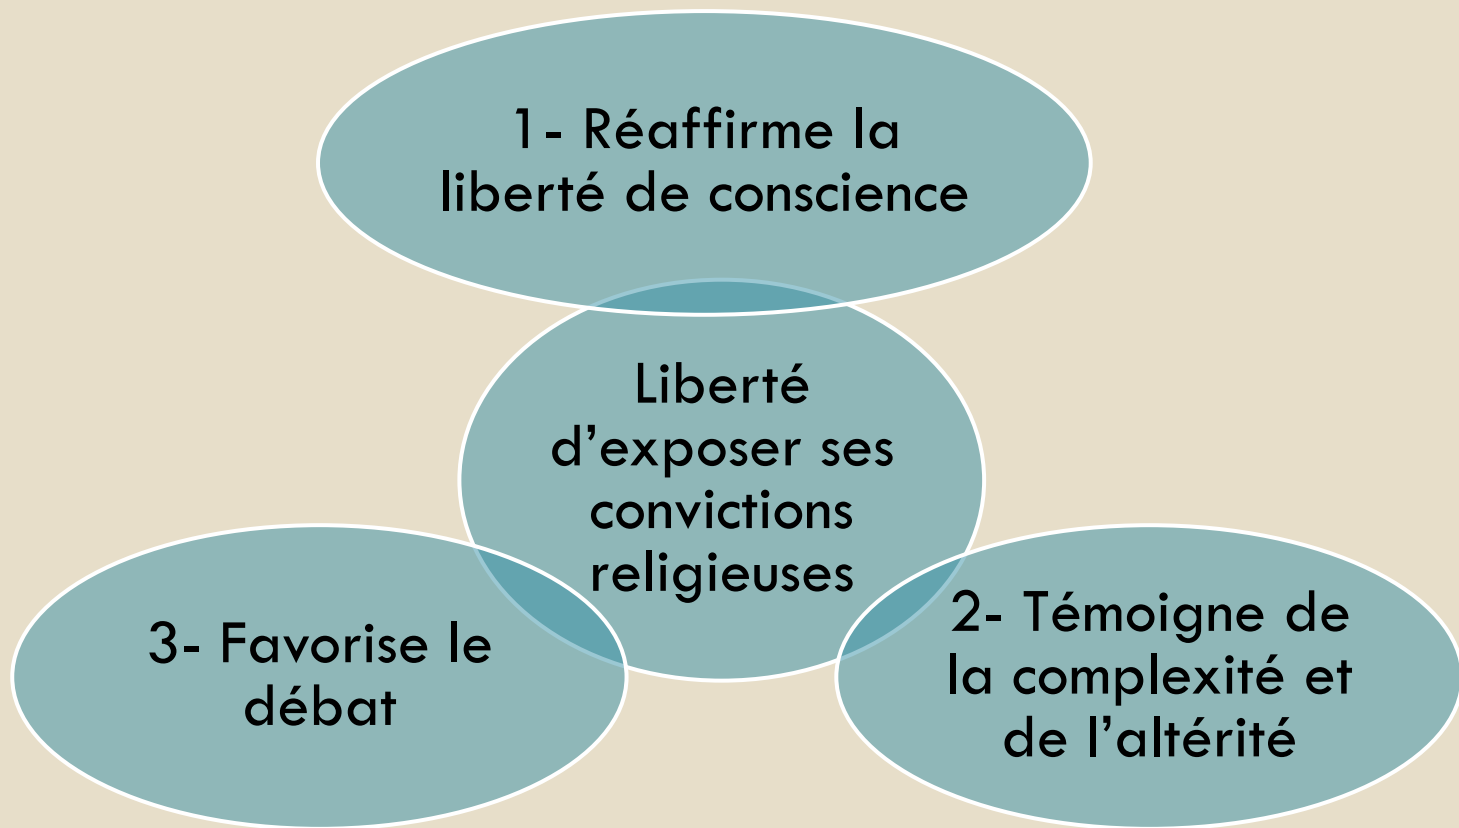 1- Réaffirme la
liberté de conscience
Liberté
d’exposer ses
convictions
religieuses
2- Témoigne de
la complexité et
de l’altérité
3- Favorise le
débat